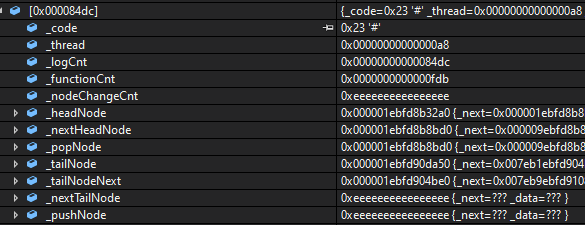 [0x000084dc] {_code=0x23 '#' _thread=0x00000000000000a8
_code 0x23 '#'
_thread 0x00000000000000a8
_logCnt 0x00000000000084dc
_functionCnt 0x0000000000000fdb
_nodeChangeCnt 0xeeeeeeeeeeeeeeee
_headNode 0x000001ebfd8b32a0 {_next=0x000001ebfd8b8
_nextHeadNode 0x000001ebfd8b8bd0 {_next=0x000009ebfd8b8
_popNode 0x000001ebfd8b8bd0 {_next=0x000009ebfd8b8
_tailNode 0x000001ebfd90da50 {_next=0x007eb1ebfd904
_tailNodeNext 0x000001ebfd904be0 {_next=0x007eb9ebfd910
_nextTailNode 0xeeeeeeeeeeeeeeee {_next=??? _data=??? }
_pushNode 0xeeeeeeeeeeeeeeee {_next=??? _data=??? }